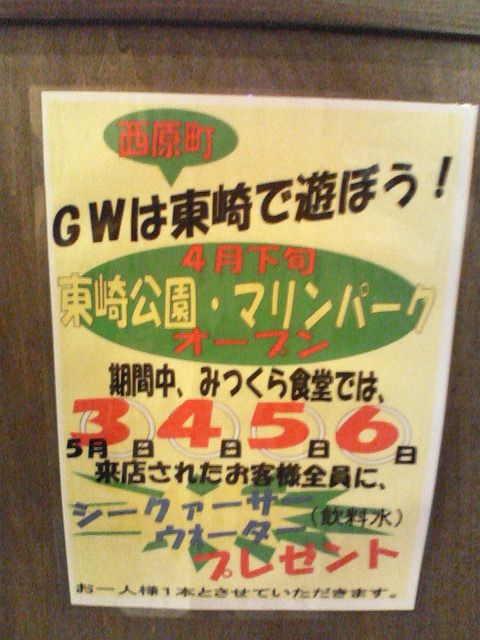 西原町
GWは東崎で遊ぼう!
4月下旬
東崎公園・マリンパーク
オープン
期間中、みつくら食堂では、
5月3日4日5日6日
来店されたお客様全員に、
シークァーサー
ウォーター(飲料水)
プレゼント
お一人様1本とさせていただきます。